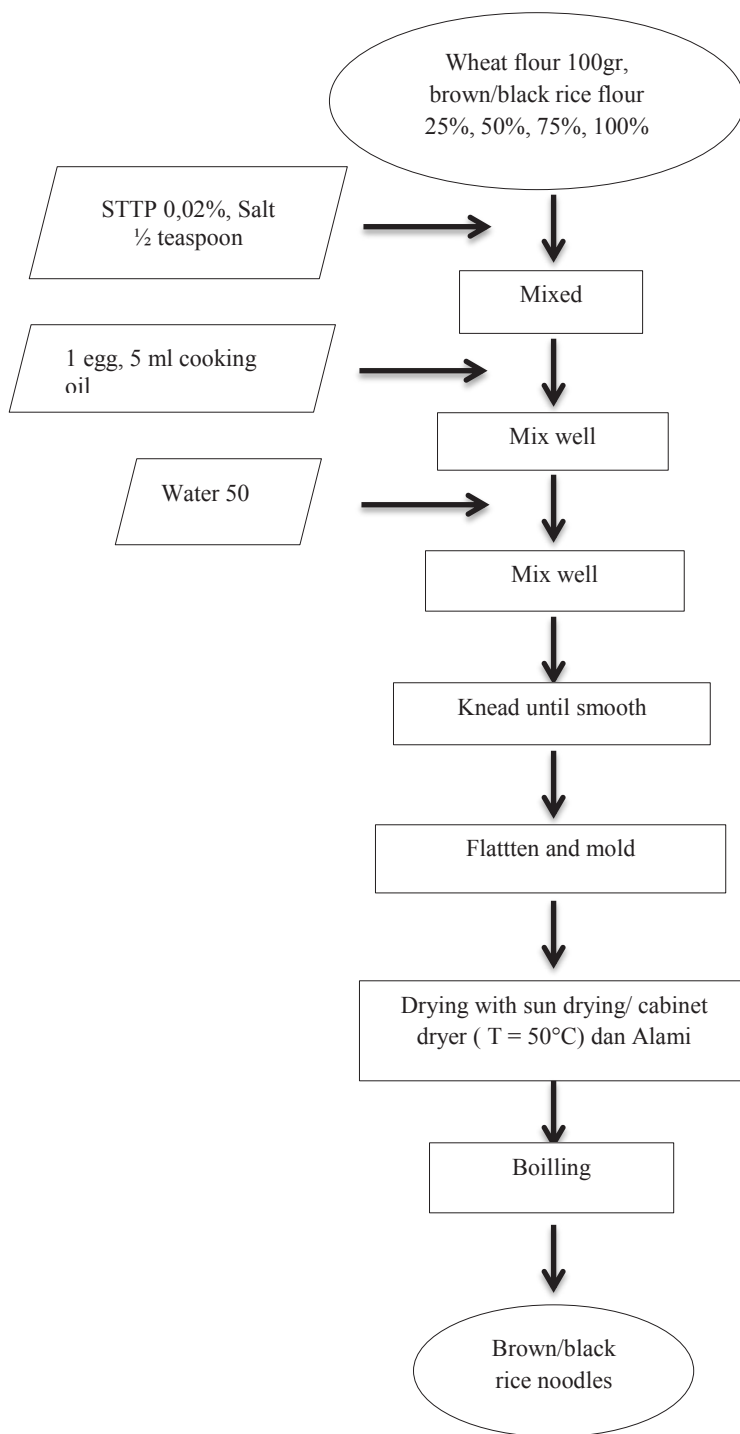 Wheat flour 100gr,
brown/black rice flour
25%, 50%, 75%, 100%
STTP 0,02%, Salt
½ teaspoon
Mixed
1 egg, 5 ml cooking
oil
Mix well
Water 50
Mix well
Knead until smooth
Flattten and mold
Drying with sun drying/ cabinet
dryer ( T = 50°C) dan Alami
Boilling
Brown/black
rice noodles